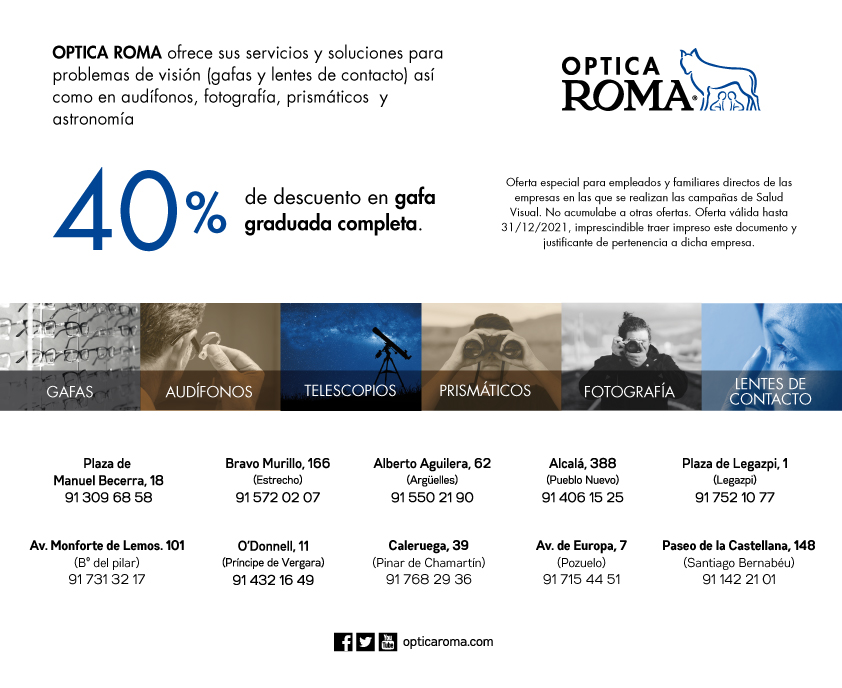 OPTICA ROMA ofrece sus servicios y soluciones para
problemas de visión (gafas y lentes de contacto) así
como en audífonos, fotografía, prismáticos y
astronomía
OPTICA
ROMA®
40%
de descuento en gafa
graduada completa.
Oferta especial para empleados y familiares directos de las
empresas en las que se realizan las campañas de Salud
Visual. No acumulabe a otras ofertas. Oferta válida hasta
31/12/2021, imprescindible traer impreso este documento y
justificante de pertenencia a dicha empresa.
GAFAS
AUDÍFONOS
TELESCOPIOS
PRISMÁTICOS
FOTOGRAFÍA
LENTES DE
CONTACTO
Plaza de
Manuel Becerra, 18
91 309 68 58
Bravo Murillo, 166
(Estrecho)
91 572 02 07
Alberto Aguilera, 62
(Argüelles)
91 550 21 90
Alcalá, 388
(Pueblo Nuevo)
91 406 15 25
Plaza de Legazpi, 1
(Legazpi)
91 752 10 77
Av. Monforte de Lemos. 101
(B° del pilar)
91 731 32 17
O'Donnell, 11
(Príncipe de Vergara)
91 432 16 49
Caleruega, 39
(Pinar de Chamartín)
91 768 29 36
Av. de Europa, 7
(Pozuelo)
91 715 44 51
Paseo de la Castellana, 148
(Santiago Bernabéu)
91 142 21 01
You
Tube
opticaroma.com